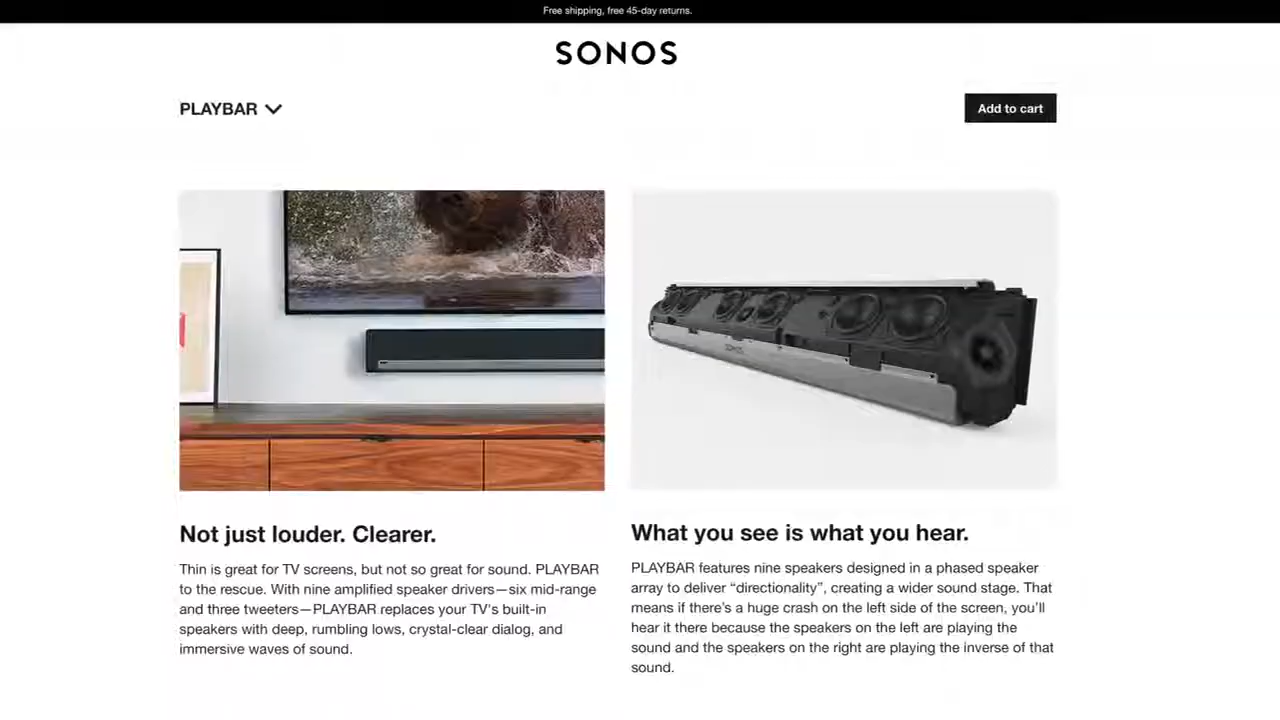 Free shipping, free 45-day returns.
SONOS
PLAYBAR
Add to cart
SONOS
Not just louder. Clearer.
Thin is great for TV screens, but not so great for sound. PLAYBAR
to the rescue. With nine amplified speaker drivers—six mid-range
and three tweeters—PLAYBAR replaces your TV's built-in
speakers with deep, rumbling lows, crystal-clear dialog, and
immersive waves of sound.
What you see is what you hear.
PLAYBAR features nine speakers designed in a phased speaker
array to deliver “directionality”, creating a wider sound stage. That
means if there’s a huge crash on the left side of the screen, you’ll
hear it there because the speakers on the left are playing the
sound and the speakers on the right are playing the inverse of that
sound.